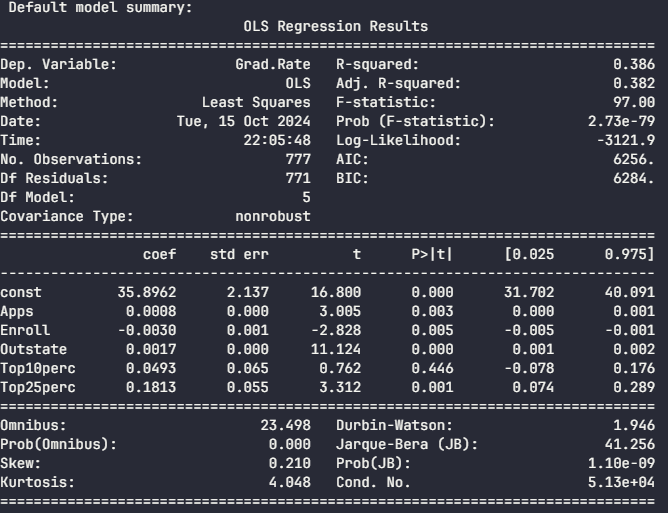 Default model summary:
                            OLS Regression Results
==============================================================================
Dep. Variable:              Grad.Rate   R-squared:                       0.386
Model:                            OLS   Adj. R-squared:                  0.382
Method:                 Least Squares   F-statistic:                     97.00
Date:                Tue, 15 Oct 2024   Prob (F-statistic):           2.73e-79
Time:                        22:05:48   Log-Likelihood:                -3121.9
No. Observations:                 777   AIC:                             6256.
Df Residuals:                     771   BIC:                             6284.
Df Model:                           5
Covariance Type:            nonrobust
==============================================================================
                 coef    std err          t      P>|t|      [0.025      0.975]
------------------------------------------------------------------------------
const         35.8962      2.137     16.800      0.000      31.702      40.091
Apps           0.0008      0.000      3.005      0.003       0.000       0.001
Enroll        -0.0030      0.001     -2.828      0.005      -0.005      -0.001
Outstate       0.0017      0.000     11.124      0.000       0.001       0.002
Top10perc      0.0493      0.065      0.762      0.446      -0.078       0.176
Top25perc      0.1813      0.055      3.312      0.001       0.074       0.289
==============================================================================
Omnibus:                       23.498   Durbin-Watson:                   1.946
Prob(Omnibus):                  0.000   Jarque-Bera (JB):               41.256
Skew:                           0.210   Prob(JB):                     1.10e-09
Kurtosis:                       4.048   Cond. No.                     5.13e+04
==============================================================================